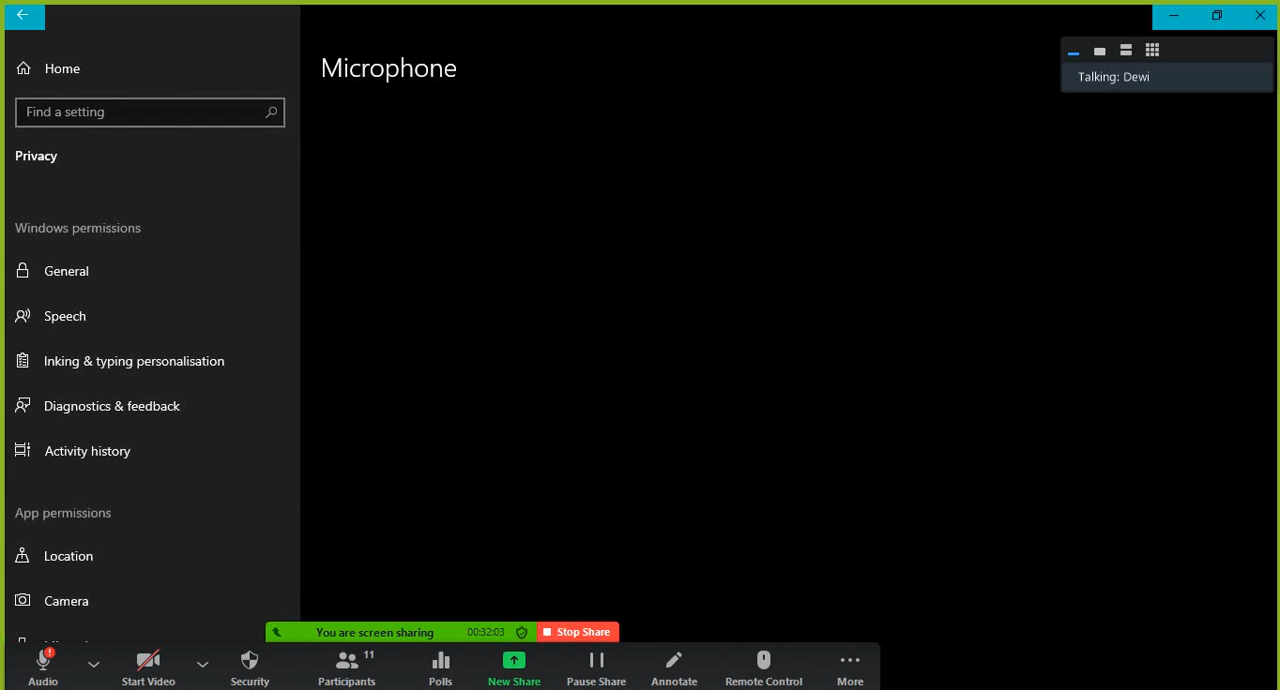 Home
Microphone
Talking: Dewi
Find a setting
Privacy
Windows permissions
General
Speech
Inking & typing personalisation
Diagnostics & feedback
Activity history
App permissions
Location
Camera
You are screen sharing 00:32:03 Stop Share
11
Audio Start Video Security Participants Polls New Share Pause Share Annotate Remote Control More